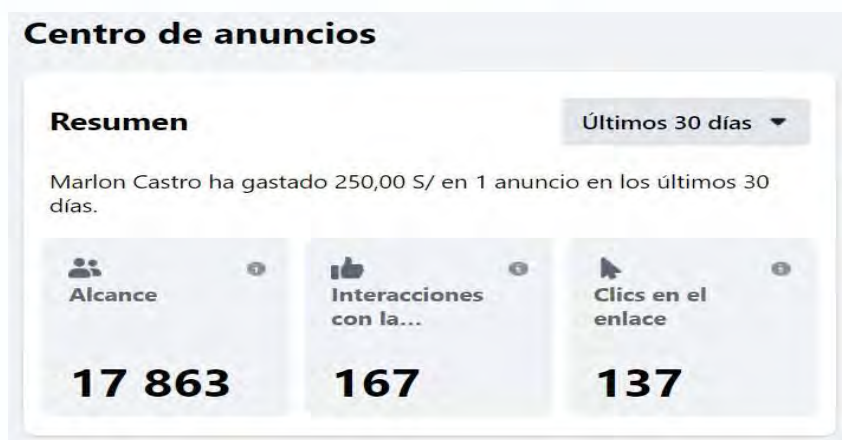 Centro de anuncios
Resumen
Últimos 30 días
Marlon Castro ha gastado 250,00 S/ en 1 anuncio en los últimos 30
días.
Alcance
17 863
Interacciones
con la...
167
Clics en el
enlace
137